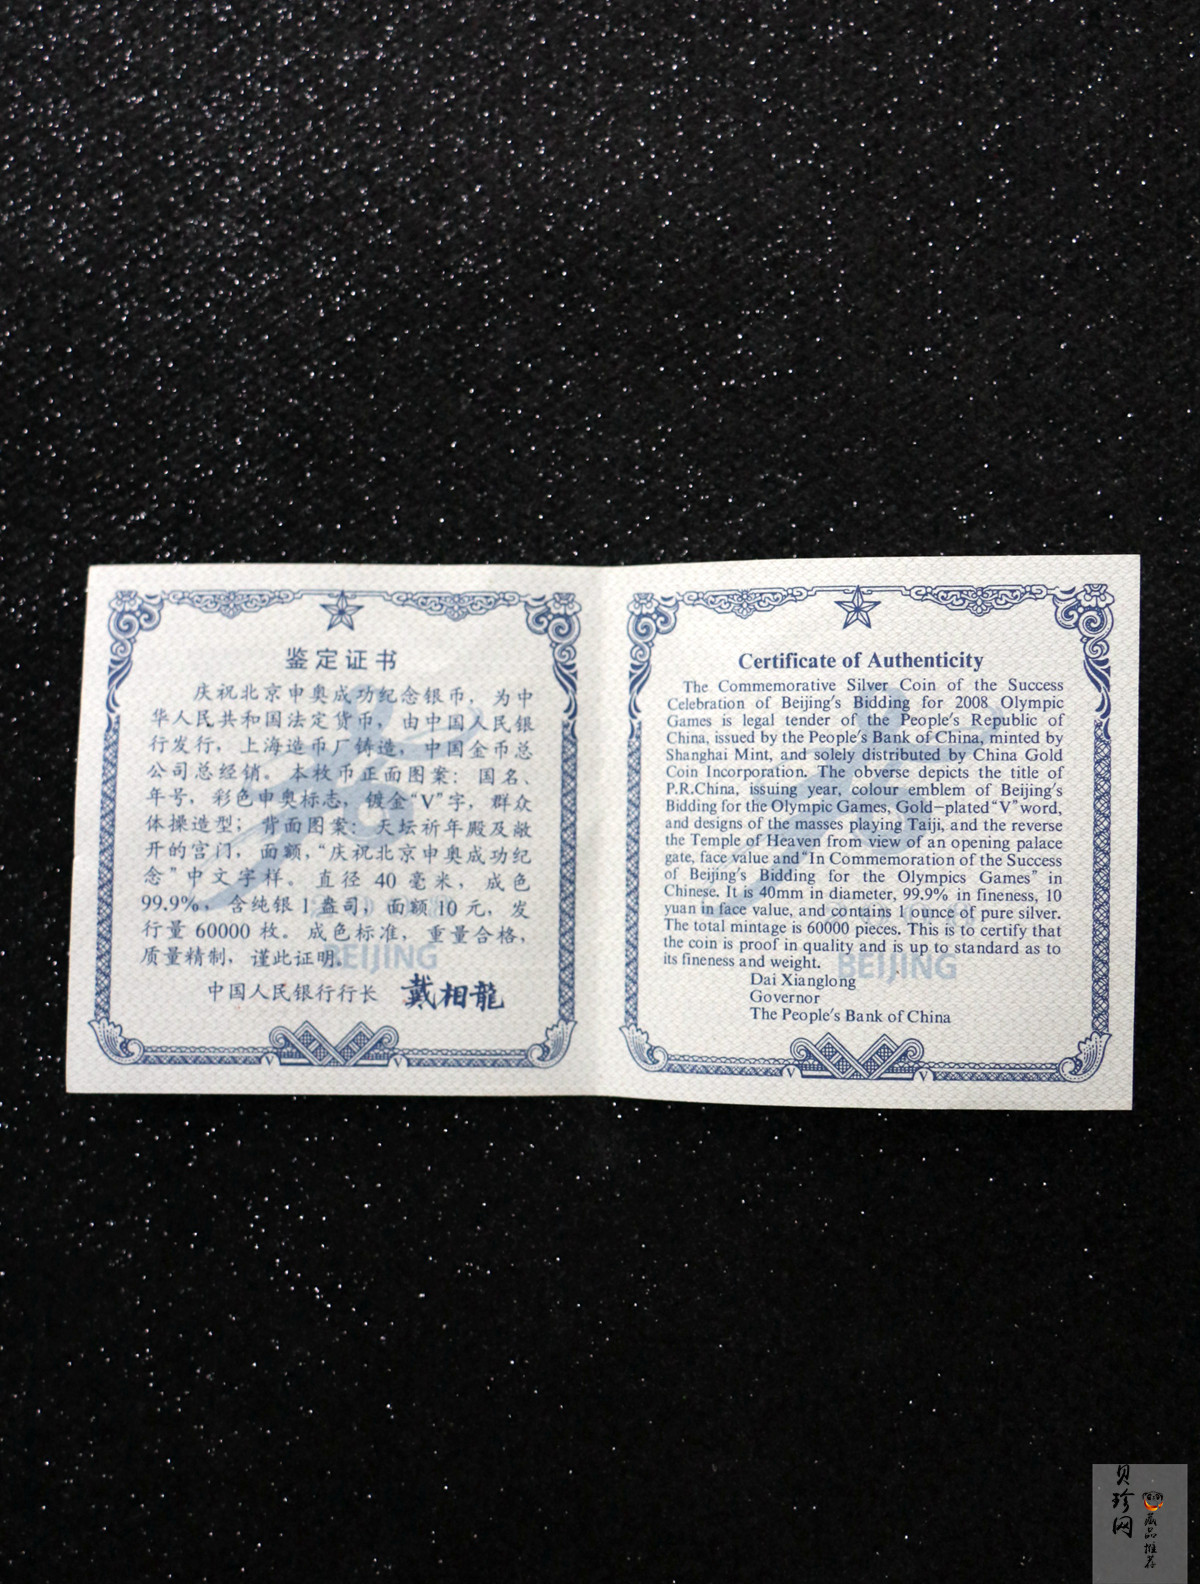 鉴定证书
庆祝北京申奥成功纪念银币，为中
华人民共和国法定货币，由中国人民银
行发行，上海造币厂铸造，中国金币总
公司总经销。本枚币正面图案：国名、
年号，彩色申奥标志，镀金“V”字，群众
体操造型；背面图案：天坛祈年殿及敞
开的宫门，面额，“庆祝北京申奥成功纪
念”中文字样。直径 40 毫米，成色
99.9%，含纯银 1 盎司，面额 10 元，发
行量 60000 枚。成色标准，重量合格，
质量精制，谨此证明。
BEIJING
中国人民银行行长 戴相龍
V V
Certificate of Authenticity
The Commemorative Silver Coin of the Success
Celebration of Beijing's Bidding for 2008 Olympic
Games is legal tender of the People's Republic of
China, issued by the People's Bank of China, minted by
Shanghai Mint, and solely distributed by China Gold
Coin Incorporation. The obverse depicts the title of
P.R.China, issuing year, colour emblem of Beijing's
Bidding for the Olympic Games, Gold-plated "V" word,
and designs of the masses playing Taiji, and the reverse
the Temple of Heaven from view of an opening palace
gate, face value and "In Commemoration of the Success
of Beijing's Bidding for the Olympics Games" in
Chinese. It is 40mm in diameter, 99.9% in fineness, 10
yuan in face value, and contains 1 ounce of pure silver.
The total mintage is 60000 pieces. This is to certify that
the coin is proof in quality and is up to standard as to
its fineness and weight.
BEIJING
Dai Xianglong
Governor
The People's Bank of China
V V
贝珍网
藏品推荐